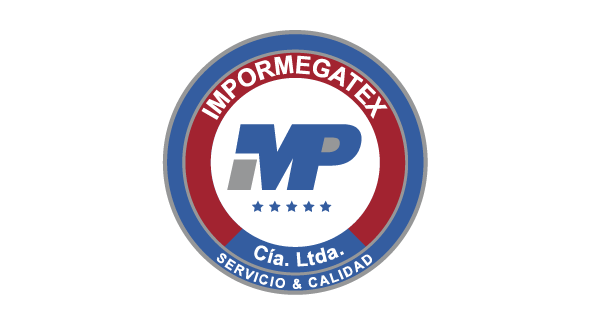 IMPORMEGATEX
iMP
Cía. Ltda.
SERVICIO & CALIDAD